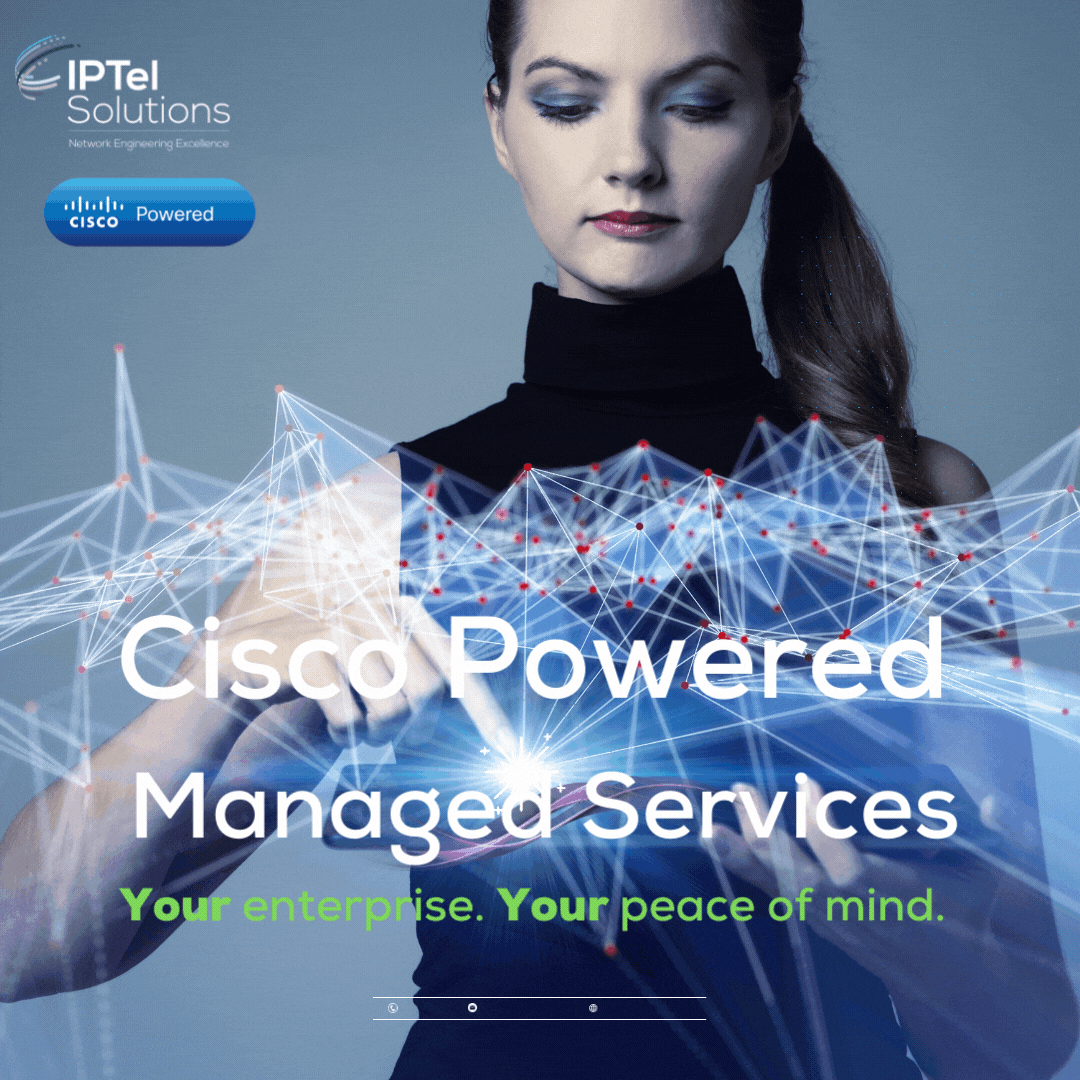 IPTel
Solutions
Network Engineering Excellence
CISCO Powered
Cisco Powered
Managed Services
Your enterprise. Your peace of mind.